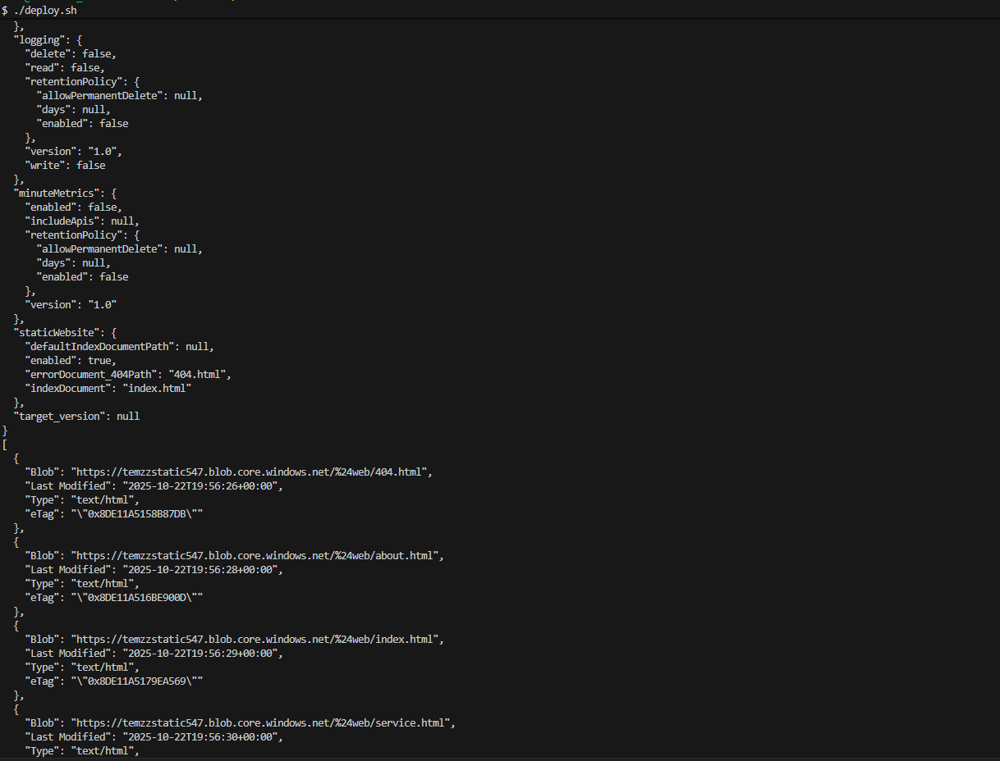 $ ./deploy.sh
  },
  "logging": {
    "delete": false,
    "read": false,
    "retentionPolicy": {
      "allowPermanentDelete": null,
      "days": null,
      "enabled": false
    },
    "version": "1.0",
    "write": false
  },
  "minuteMetrics": {
    "enabled": false,
    "includeApis": null,
    "retentionPolicy": {
      "allowPermanentDelete": null,
      "days": null,
      "enabled": false
    },
    "version": "1.0"
  },
  "staticWebsite": {
    "defaultIndexDocumentPath": null,
    "enabled": true,
    "errorDocument_404Path": "404.html",
    "indexDocument": "index.html"
  },
  "target_version": null
}
[
  {
    "Blob": "https://temzzstatic547.blob.core.windows.net/%24web/404.html",
    "Last Modified": "2025-10-22T19:56:26+00:00",
    "Type": "text/html",
    "eTag": "\"0x8DE11A5158B87DB\""
  },
  {
    "Blob": "https://temzzstatic547.blob.core.windows.net/%24web/about.html",
    "Last Modified": "2025-10-22T19:56:28+00:00",
    "Type": "text/html",
    "eTag": "\"0x8DE11A516BE900D\""
  },
  {
    "Blob": "https://temzzstatic547.blob.core.windows.net/%24web/index.html",
    "Last Modified": "2025-10-22T19:56:29+00:00",
    "Type": "text/html",
    "eTag": "\"0x8DE11A5179EA569\""
  },
  {
    "Blob": "https://temzzstatic547.blob.core.windows.net/%24web/service.html",
    "Last Modified": "2025-10-22T19:56:30+00:00",
    "Type": "text/html",